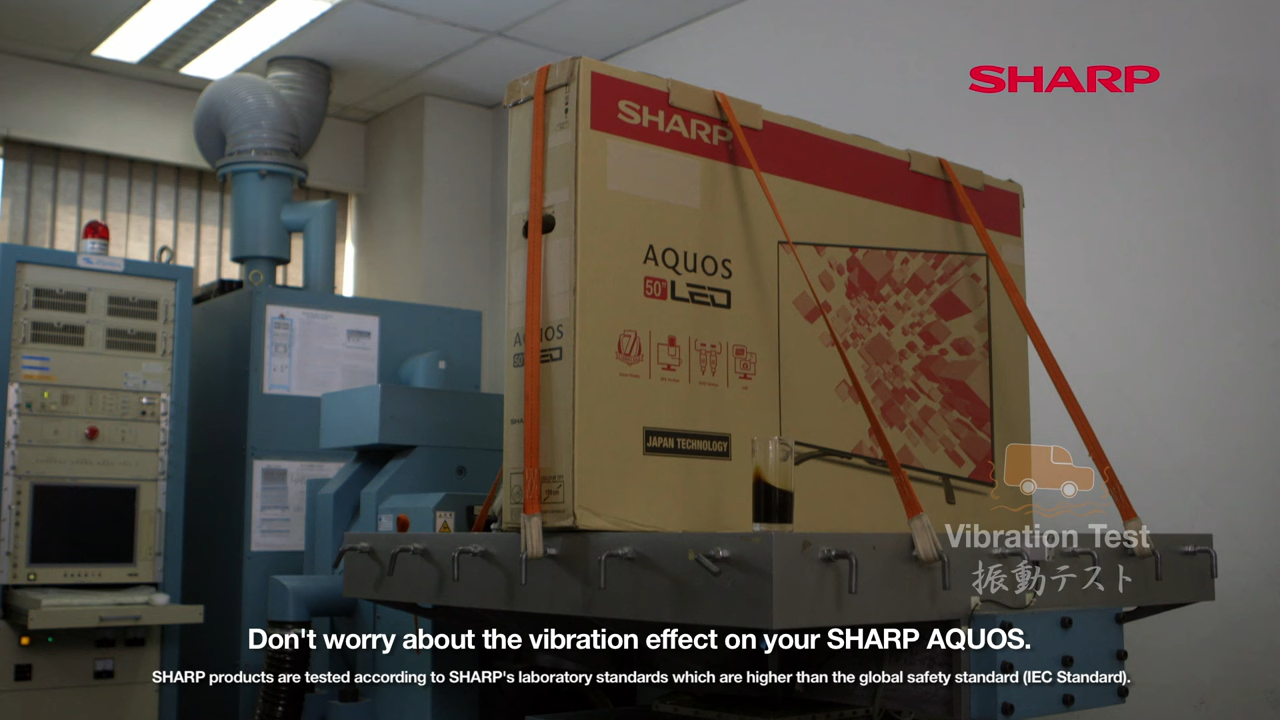 SHARP
SHARP
AQUOS
50" LED
AQUOS
JAPAN TECHNOLOGY
Vibration Test
振動テスト
Don't worry about the vibration effect on your SHARP AQUOS.
SHARP products are tested according to SHARP's laboratory standards which are higher than the global safety standard (IEC Standard).